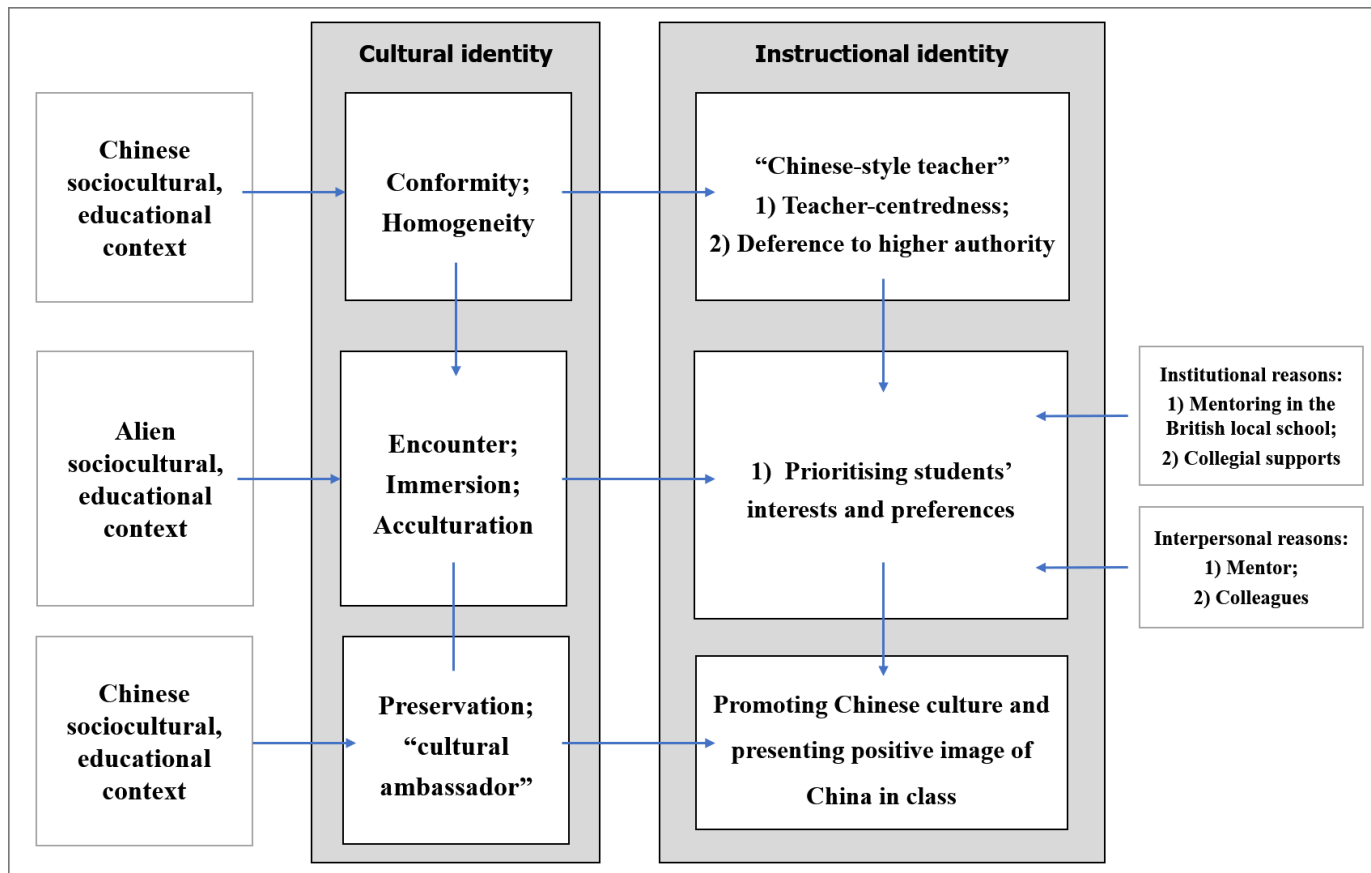 Cultural identity
Instructional identity
Chinese
sociocultural,
educational
context
Conformity;
Homogeneity
“Chinese-style teacher”
1) Teacher-centredness;
2) Deference to higher authority
Alien
sociocultural,
educational
context
Encounter;
Immersion;
Acculturation
1) Prioritising students’
interests and preferences
Institutional reasons:
1) Mentoring in the
British local school;
2) Collegial supports
Interpersonal reasons:
1) Mentor;
2) Colleagues
Chinese
sociocultural,
educational
context
Preservation;
“cultural
ambassador”
Promoting Chinese culture and
presenting positive image of
China in class